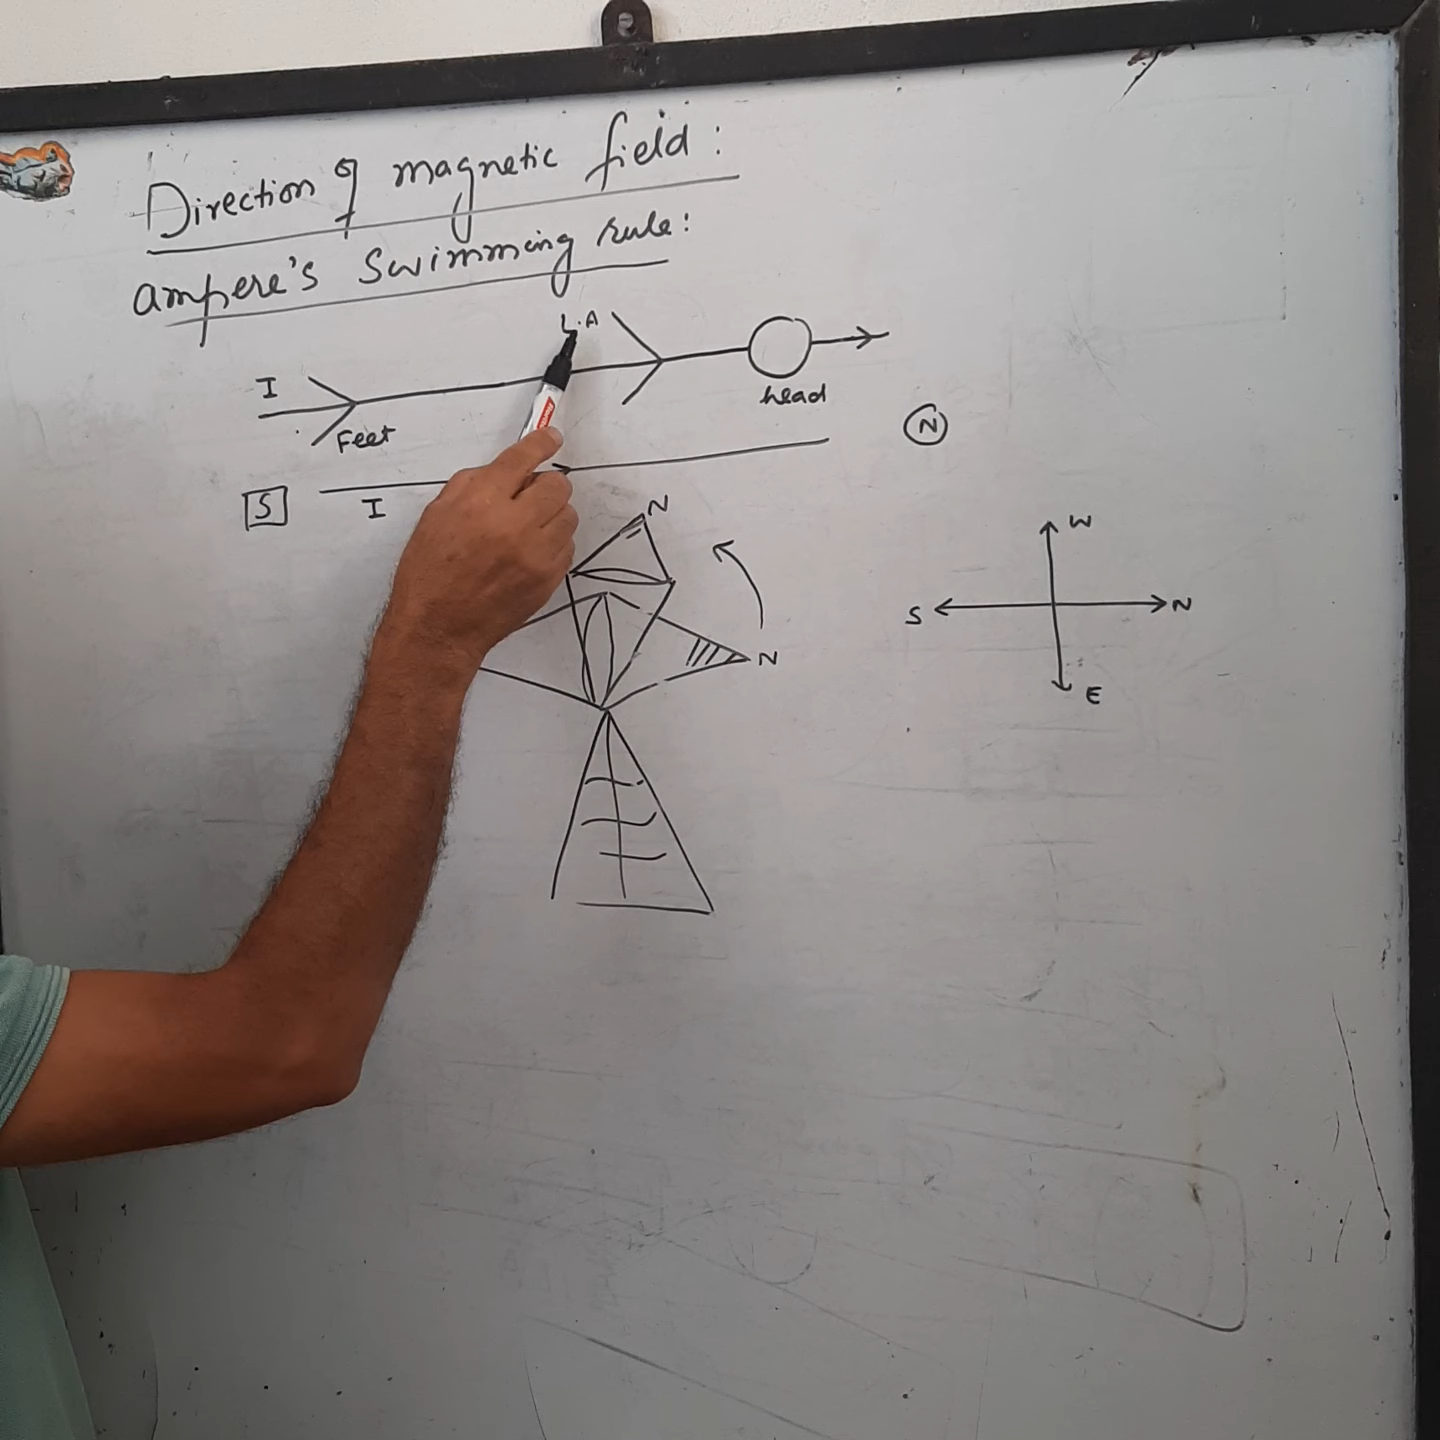 Direction of magnetic field:
Ampere's Swimming rule:
L.A
I
Feet
head
N
S
I
N
N
W
S
N
E